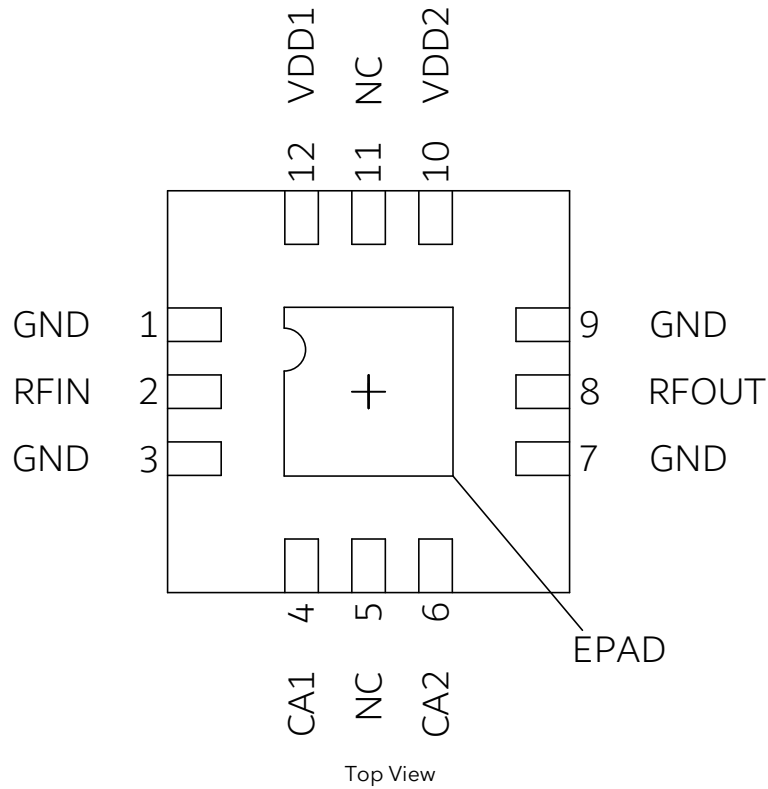 VDD1
NC
VDD2
12
11
10
GND 1
9 GND
RFIN 2
8 RFOUT
GND 3
7 GND
4
5
6
EPAD
CA1
NC
CA2
Top View